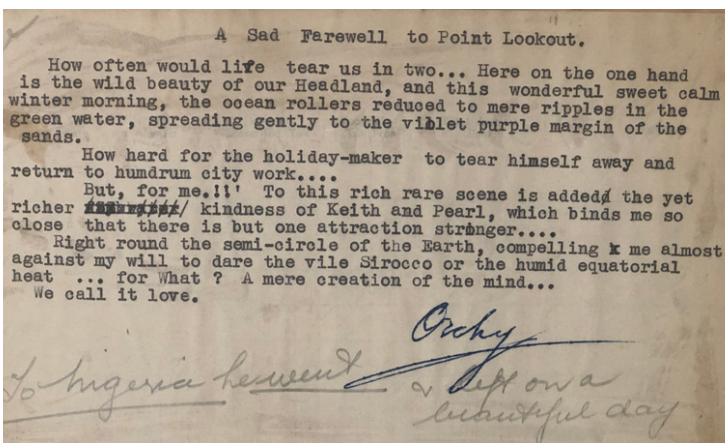 A Sad Farewell to Point Lookout.
How often would life tear us in two... Here on the one hand
is the wild beauty of our Headland, and this wonderful sweet calm
winter morning, the ocean rollers reduced to mere ripples in the
green water, spreading gently to the violet purple margin of the
sands.
How hard for the holiday-maker to tear himself away and
return to humdrum city work....
But, for me.!!' To this rich rare scene is added the yet
richer kindness of Keith and Pearl, which binds me so
close that there is but one attraction stronger....
Right round the semi-circle of the Earth, compelling me almost
against my will to dare the vile Sirocco or the humid equatorial
heat ... for What ? A mere creation of the mind...
We call it love.
Orchy
To Nigeria he went & left on a
beautiful day